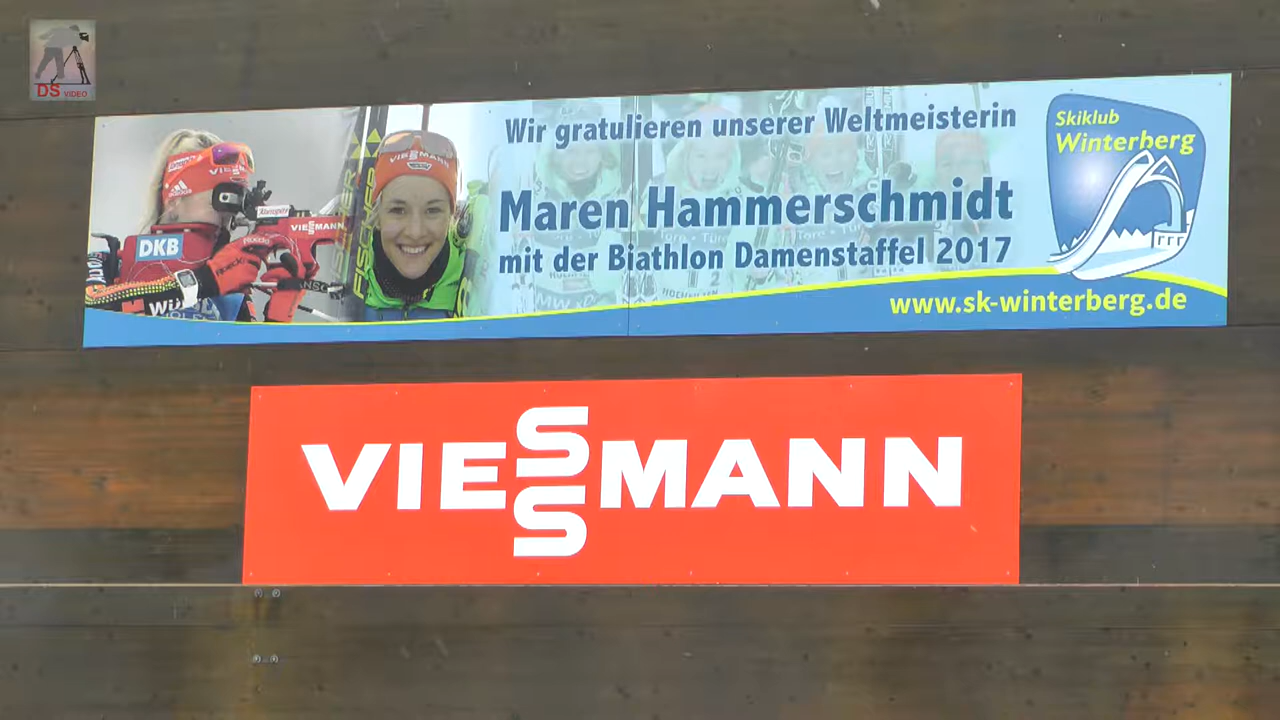 DS VIDEO
Wir gratulieren unserer Weltmeisterin
Maren Hammerschmidt
mit der Biathlon Damenstaffel 2017
www.sk-winterberg.de
Skiklub
Winterberg
DKB
VIESSMANN
FISCHER
VIESSMANN
VIESSMANN